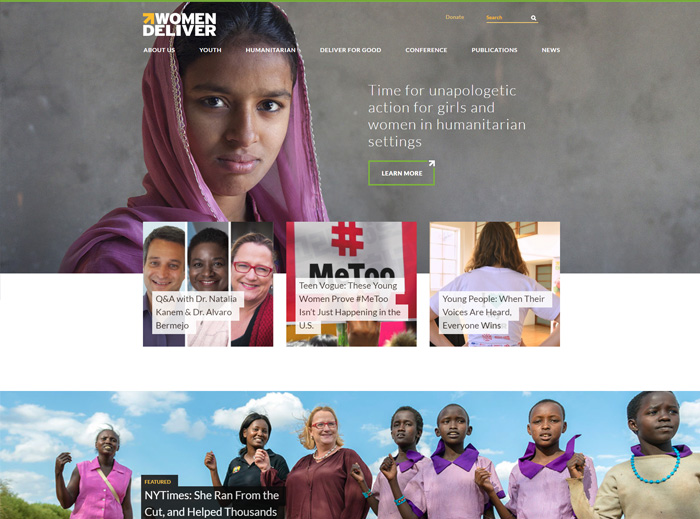 WOMEN
DELIVER
Donate
Search
ABOUT US
YOUTH
HUMANITARIAN
DELIVER FOR GOOD
CONFERENCE
PUBLICATIONS
NEWS
Time for unapologetic
action for girls and
women in humanitarian
settings
LEARN MORE
Q&A with Dr. Natalia
Kanem & Dr. Alvaro
Bermejo
#
MeToo
Teen Vogue: These Young
Women Prove #MeToo
Isn't Just Happening in the
U.S.
Young People: When Their
Voices Are Heard,
Everyone Wins
FEATURED
NYTimes: She Ran From the
Cut, and Helped Thousands